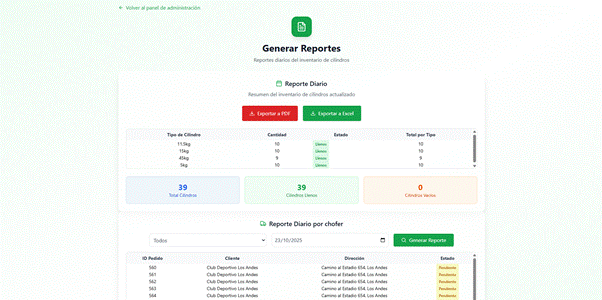 ← Volver al panel de administración
Generar Reportes
Reportes diarios del inventario de cilindros
Reporte Diario
Resumen del inventario de cilindros actualizado
Exportar a PDF
Exportar a Excel
Tipo de Cilindro Cantidad Estado Total por Tipo
11.5kg 10 Llenos 10
15kg 10 Llenos 10
45kg 9 Llenos 9
5kg 10 Llenos 10
39
Total Cilindros
39
Cilindros Llenos
0
Cilindros Vacíos
Reporte Diario por chofer
Todos 23/10/2025 Generar Reporte
ID Pedido Cliente Dirección Estado
560 Club Deportivo Los Andes Camino al Estadio 654, Los Andes Pendiente
561 Club Deportivo Los Andes Camino al Estadio 654, Los Andes Pendiente
562 Club Deportivo Los Andes Camino al Estadio 654, Los Andes Pendiente
563 Club Deportivo Los Andes Camino al Estadio 654, Los Andes Pendiente
564 Club Deportivo Los Andes Camino al Estadio 654, Los Andes Pendiente